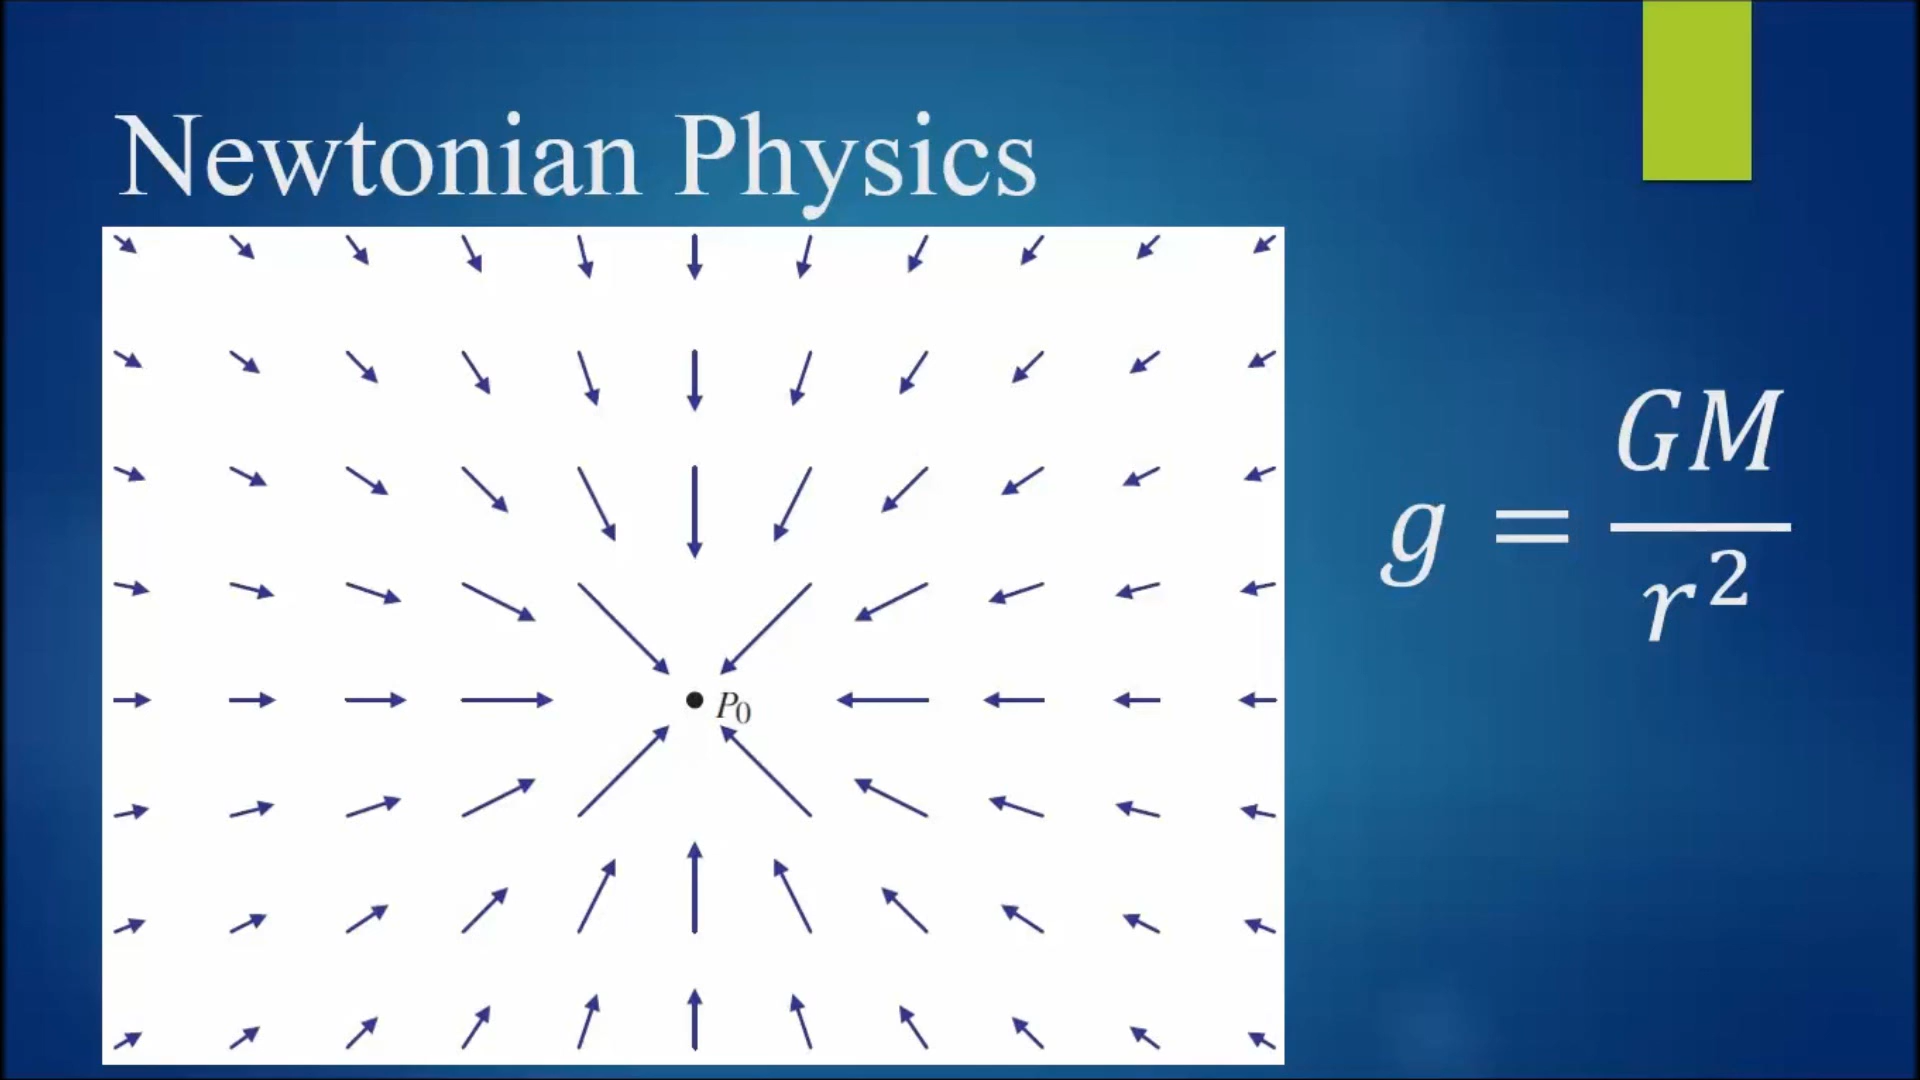 Newtonian Physics
P₀
g = GM/r²